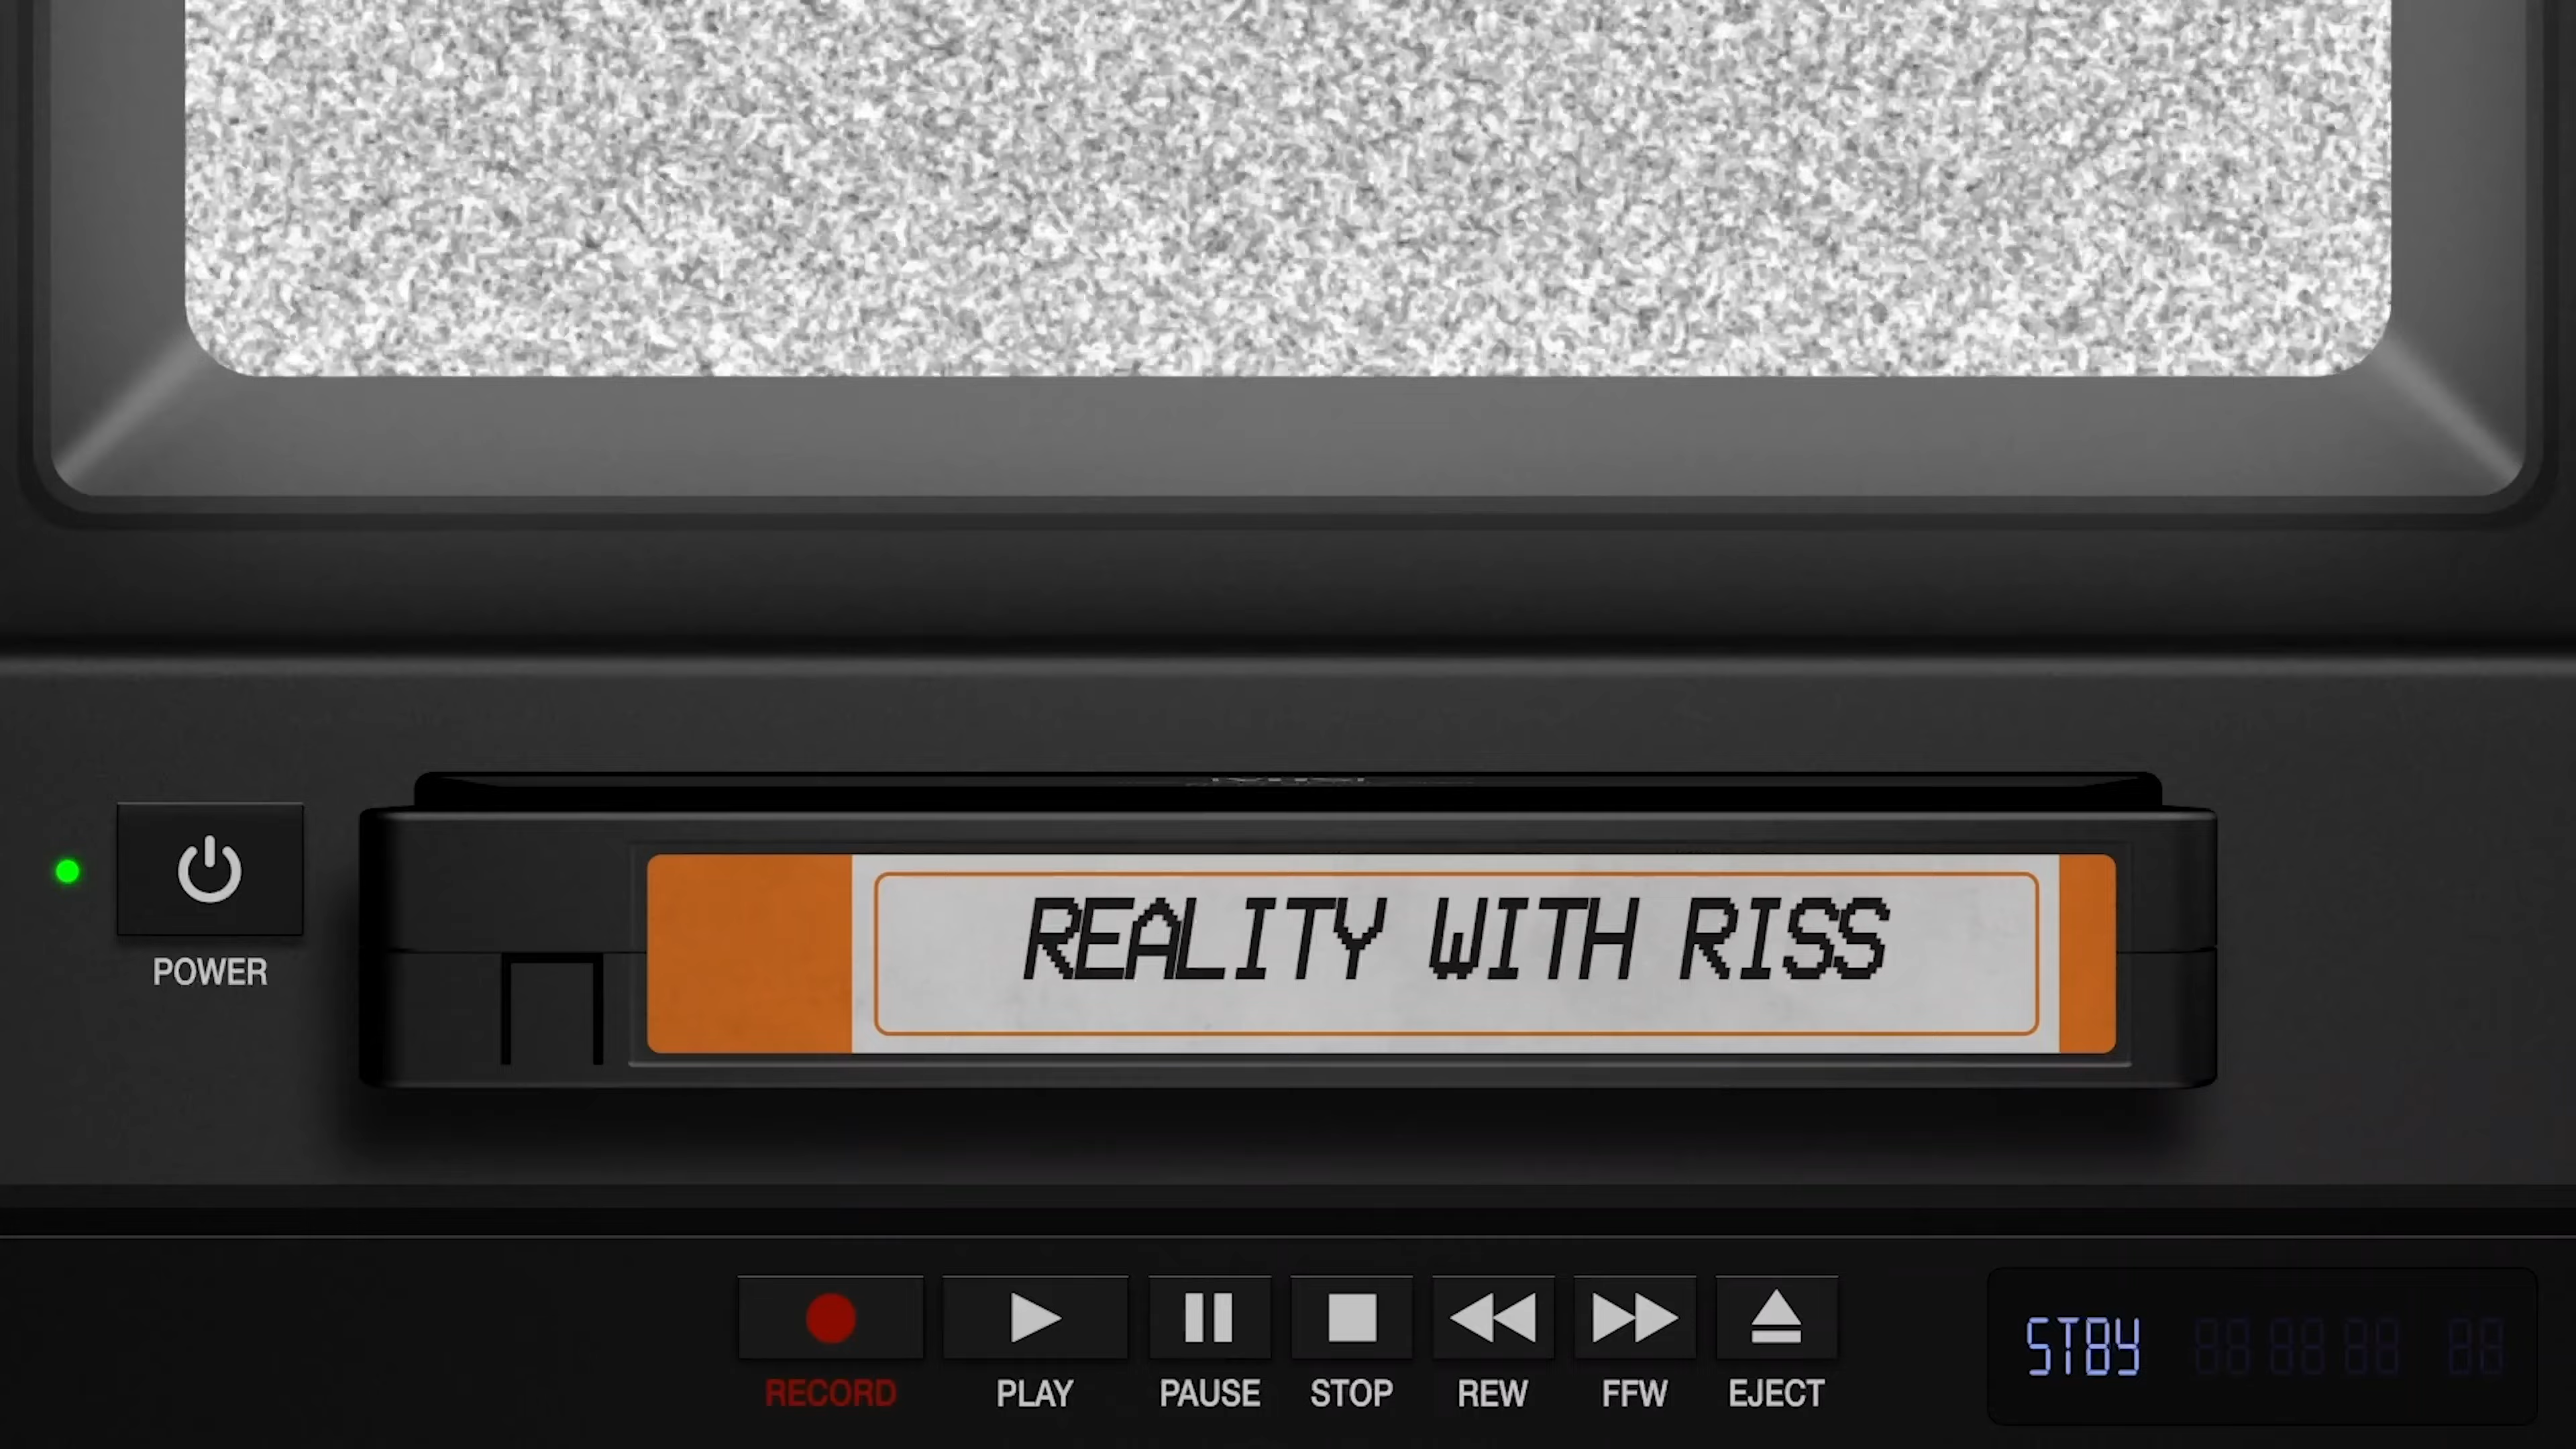 REALITY WITH RISS
POWER
RECORD
PLAY
PAUSE
STOP
REW
FFW
EJECT
STBY